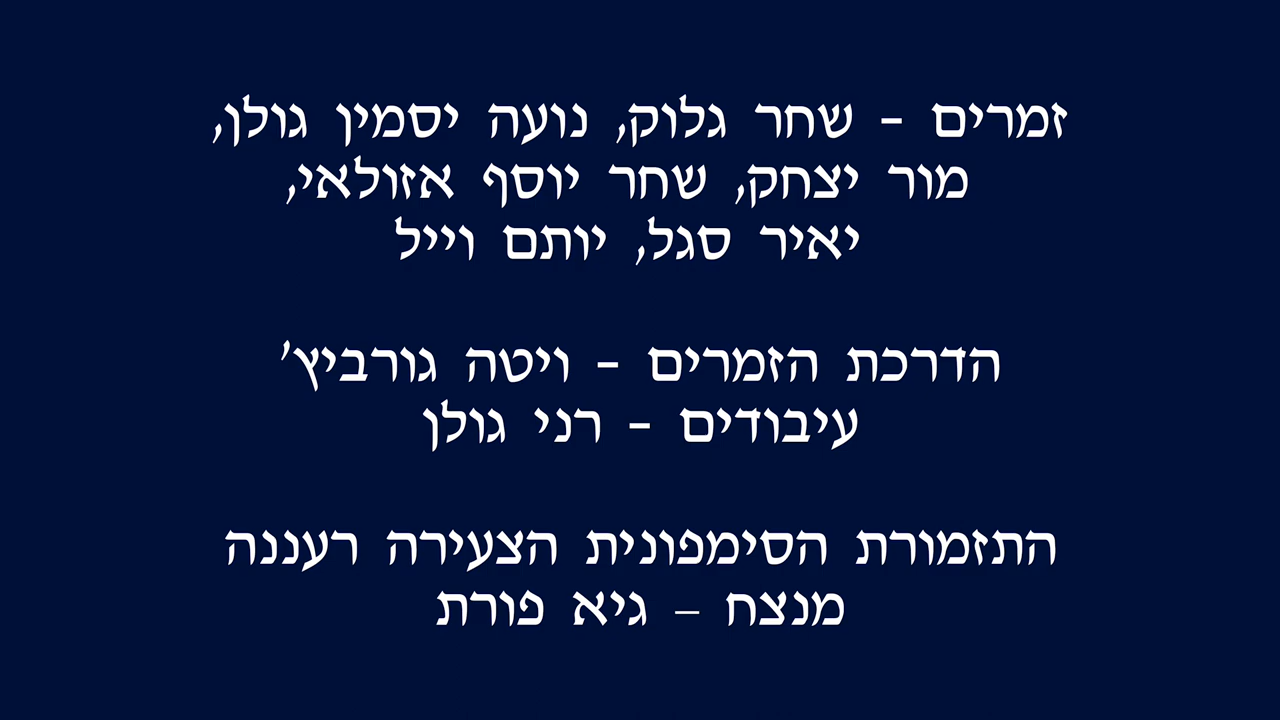 זמרים - שחר גלוק, נועה יסמין גולן,
מור יצחק, שחר יוסף אזולאי,
יאיר סגל, יותם וייל
הדרכת הזמרים - ויטה גורביץ'
עיבודים - רני גולן
התזמורת הסימפונית הצעירה רעננה
מנצח – גיא פורת